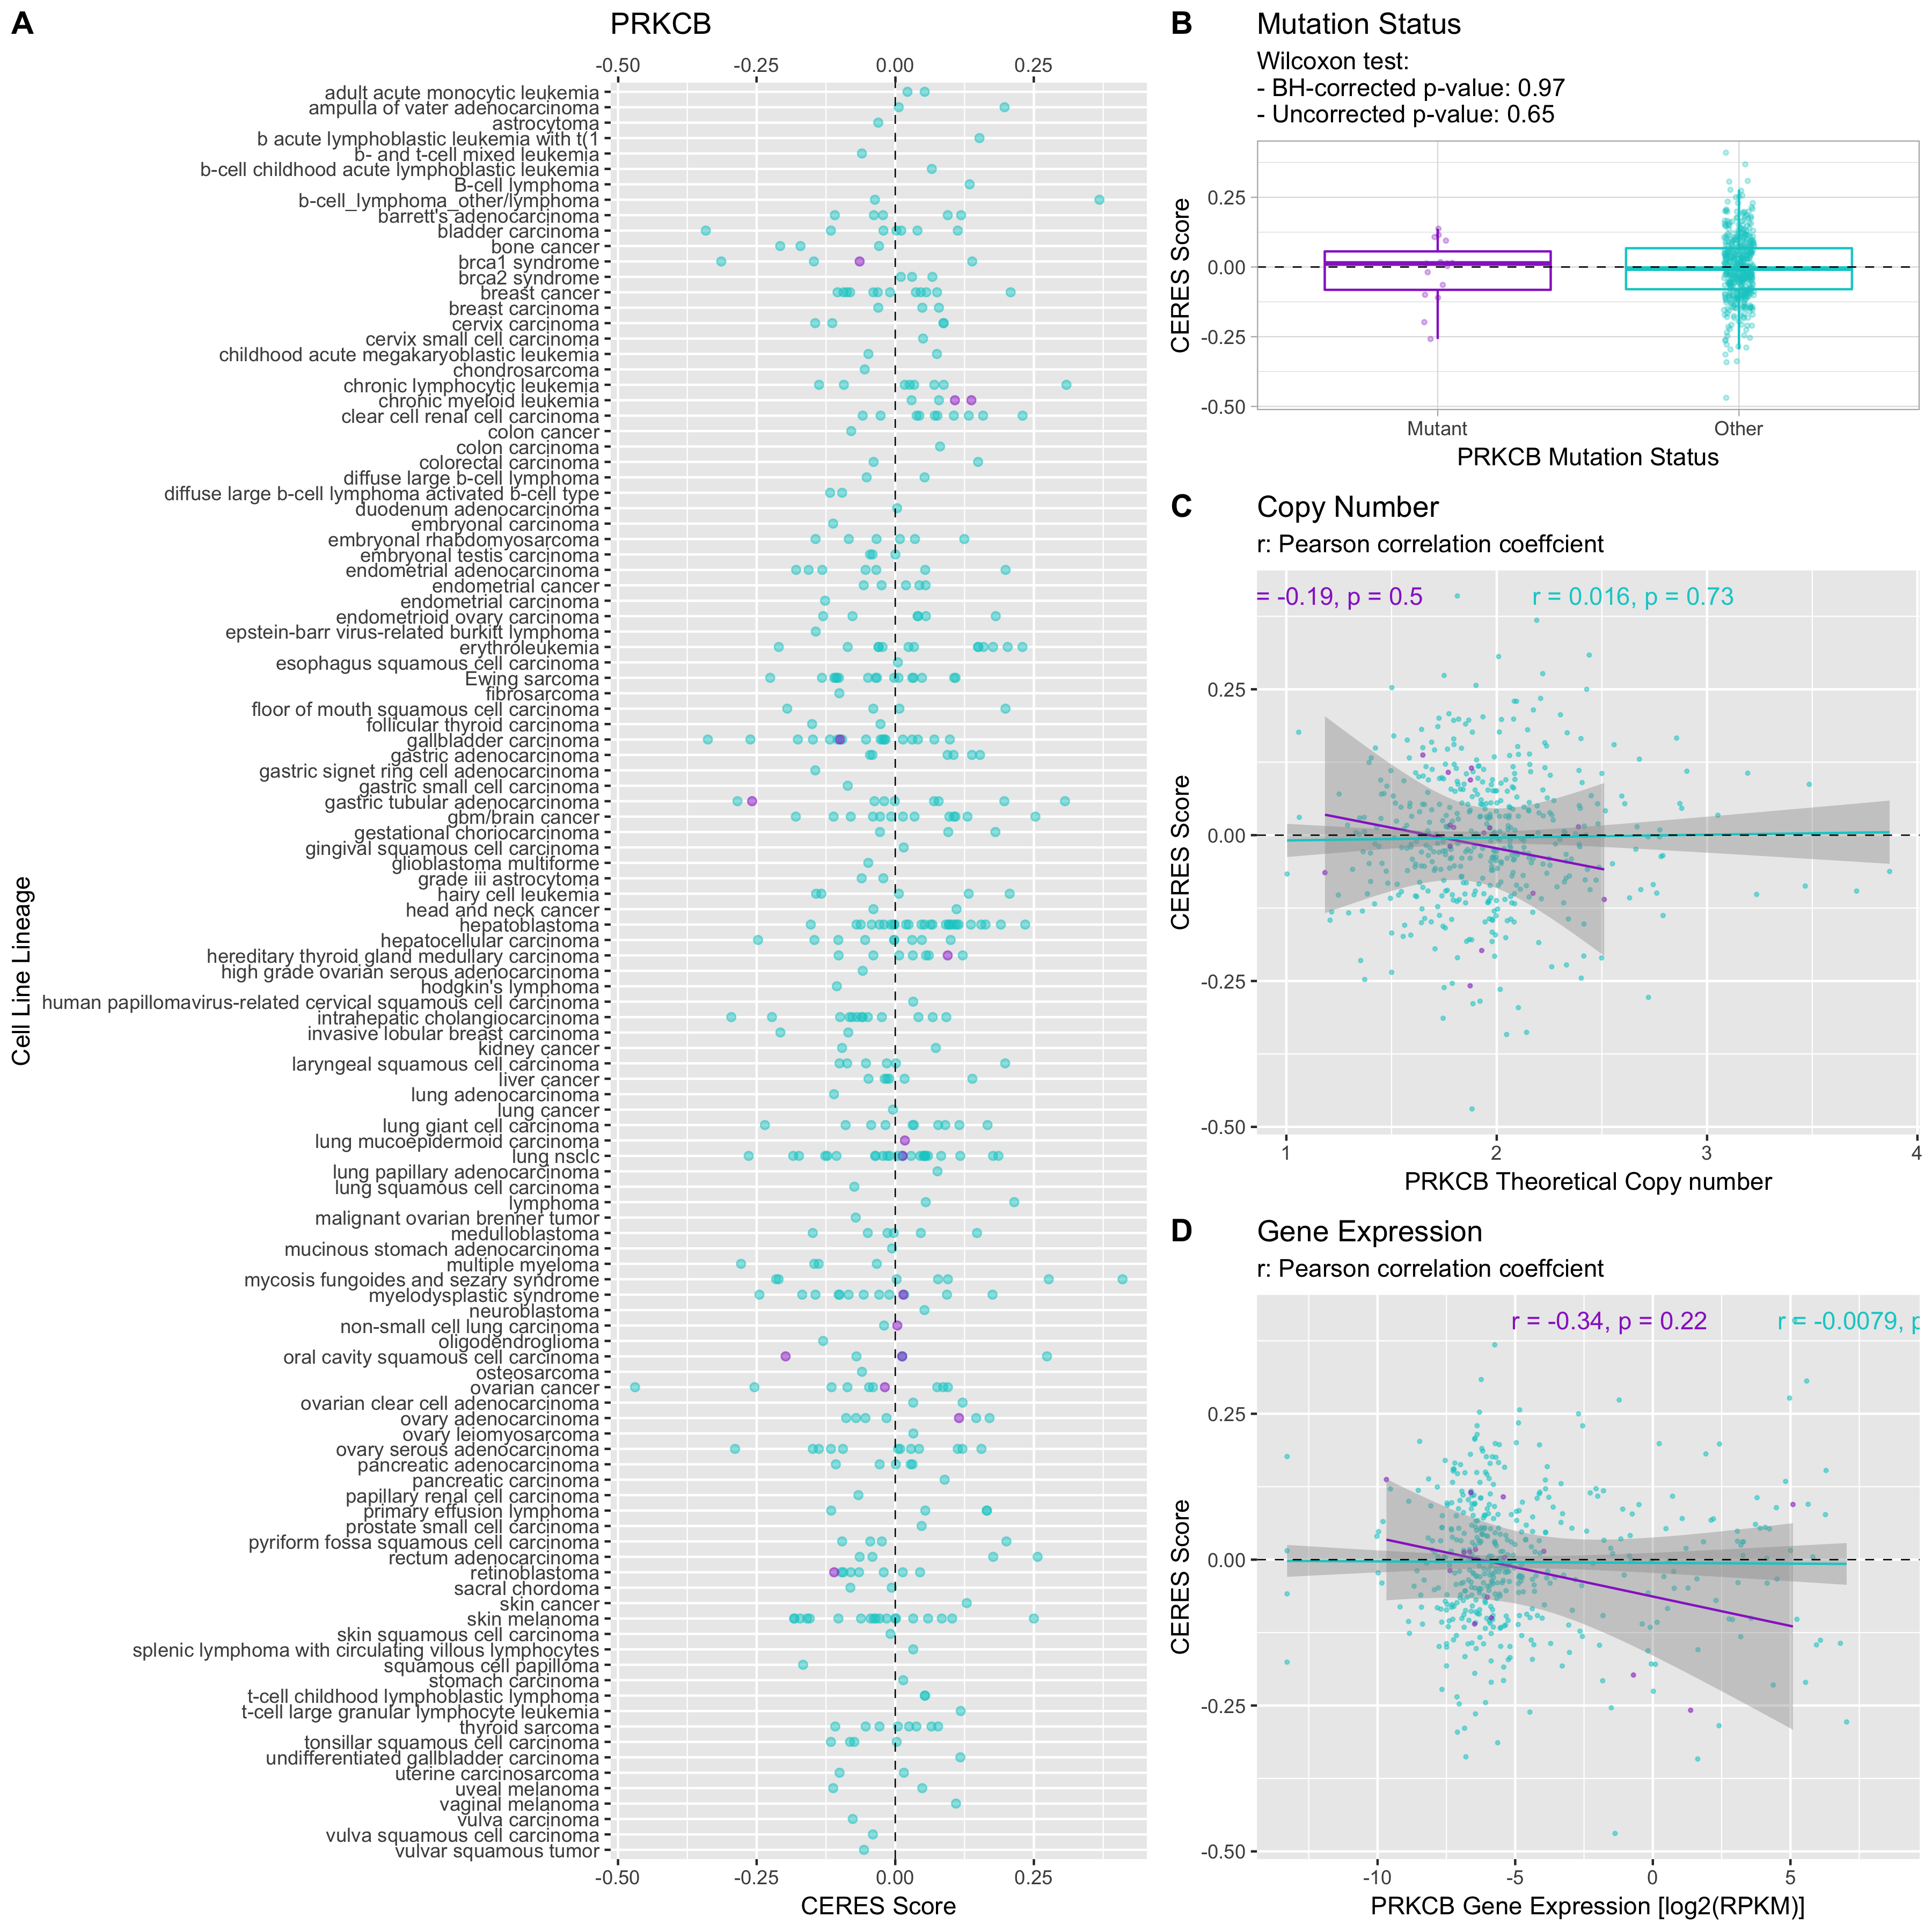 A
PRKCB
-0.50 -0.25 0.00 0.25
adult acute monocytic leukemia
ampulla of vater adenocarcinoma
astrocytoma
b acute lymphoblastic leukemia with t(1
b- and t-cell mixed leukemia
b-cell childhood acute lymphoblastic leukemia
B-cell lymphoma
b-cell_lymphoma_other/lymphoma
barrett's adenocarcinoma
bladder carcinoma
bone cancer
brca1 syndrome
brca2 syndrome
breast cancer
breast carcinoma
cervix carcinoma
cervix small cell carcinoma
childhood acute megakaryoblastic leukemia
chondrosarcoma
chronic lymphocytic leukemia
chronic myeloid leukemia
clear cell renal cell carcinoma
colon cancer
colon carcinoma
colorectal carcinoma
diffuse large b-cell lymphoma
diffuse large b-cell lymphoma activated b-cell type
duodenum adenocarcinoma
embryonal carcinoma
embryonal rhabdomyosarcoma
embryonal testis carcinoma
endometrial adenocarcinoma
endometrial cancer
endometrial carcinoma
endometrioid ovary carcinoma
epstein-barr virus-related burkitt lymphoma
erythroleukemia
esophagus squamous cell carcinoma
Ewing sarcoma
fibrosarcoma
floor of mouth squamous cell carcinoma
follicular thyroid carcinoma
gallbladder carcinoma
gastric adenocarcinoma
gastric signet ring cell adenocarcinoma
gastric small cell carcinoma
gastric tubular adenocarcinoma
gbm/brain cancer
gestational choriocarcinoma
gingival squamous cell carcinoma
glioblastoma multiforme
grade iii astrocytoma
hairy cell leukemia
head and neck cancer
hepatoblastoma
hepatocellular carcinoma
hereditary thyroid gland medullary carcinoma
high grade ovarian serous adenocarcinoma
hodgkin's lymphoma
human papillomavirus-related cervical squamous cell carcinoma
intrahepatic cholangiocarcinoma
invasive lobular breast carcinoma
kidney cancer
laryngeal squamous cell carcinoma
liver cancer
lung adenocarcinoma
lung cancer
lung giant cell carcinoma
lung mucoepidermoid carcinoma
lung nsclc
lung papillary adenocarcinoma
lung squamous cell carcinoma
lymphoma
malignant ovarian brenner tumor
medulloblastoma
mucinous stomach adenocarcinoma
multiple myeloma
mycosis fungoides and sezary syndrome
myelodysplastic syndrome
neuroblastoma
non-small cell lung carcinoma
oligodendroglioma
oral cavity squamous cell carcinoma
osteosarcoma
ovarian cancer
ovarian clear cell adenocarcinoma
ovary adenocarcinoma
ovary leiomyosarcoma
ovary serous adenocarcinoma
pancreatic adenocarcinoma
pancreatic carcinoma
papillary renal cell carcinoma
primary effusion lymphoma
prostate small cell carcinoma
pyriform fossa squamous cell carcinoma
rectum adenocarcinoma
retinoblastoma
sacral chordoma
skin cancer
skin melanoma
skin squamous cell carcinoma
splenic lymphoma with circulating villous lymphocytes
squamous cell papilloma
stomach carcinoma
t-cell childhood lymphoblastic lymphoma
t-cell large granular lymphocyte leukemia
thyroid sarcoma
tonsillar squamous cell carcinoma
undifferentiated gallbladder carcinoma
uterine carcinosarcoma
uveal melanoma
vaginal melanoma
vulva carcinoma
vulva squamous cell carcinoma
vulvar squamous tumor
-0.50 -0.25 0.00 0.25
CERES Score
Cell Line Lineage
B
Mutation Status
Wilcoxon test:
- BH-corrected p-value: 0.97
- Uncorrected p-value: 0.65
0.25
0.00
-0.25
-0.50
CERES Score
Mutant Other
PRKCB Mutation Status
C
Copy Number
r: Pearson correlation coeffcient
= -0.19, p = 0.5 r = 0.016, p = 0.73
0.25
0.00
-0.25
-0.50
CERES Score
1 2 3 4
PRKCB Theoretical Copy number
D
Gene Expression
r: Pearson correlation coeffcient
r = -0.34, p = 0.22 r = -0.0079, p
0.25
0.00
-0.25
-0.50
CERES Score
-10 -5 0 5
PRKCB Gene Expression [log2(RPKM)]